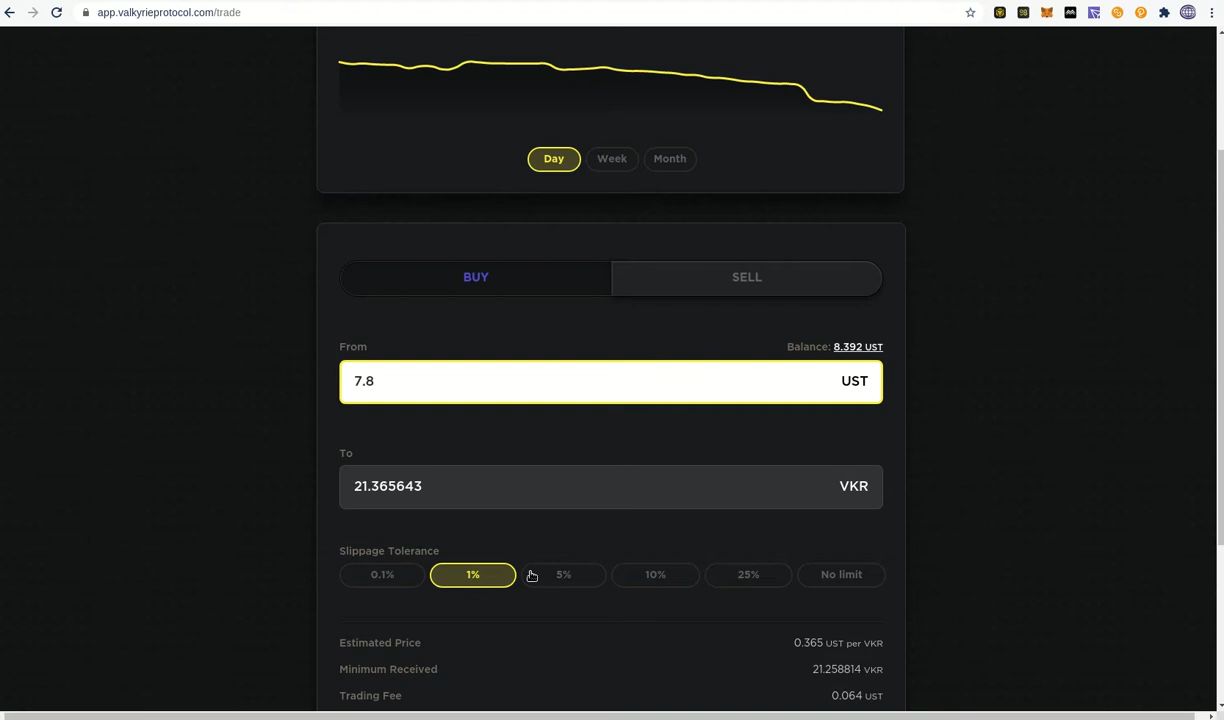 app.valkyrieprotocol.com/trade
Day Week Month
BUY SELL
From Balance: 8.392 UST
7.8 UST
To
21.365643 VKR
Slippage Tolerance
0.1% 1% 5% 10% 25% No limit
Estimated Price 0.365 UST per VKR
Minimum Received 21.258814 VKR
Trading Fee 0.064 UST